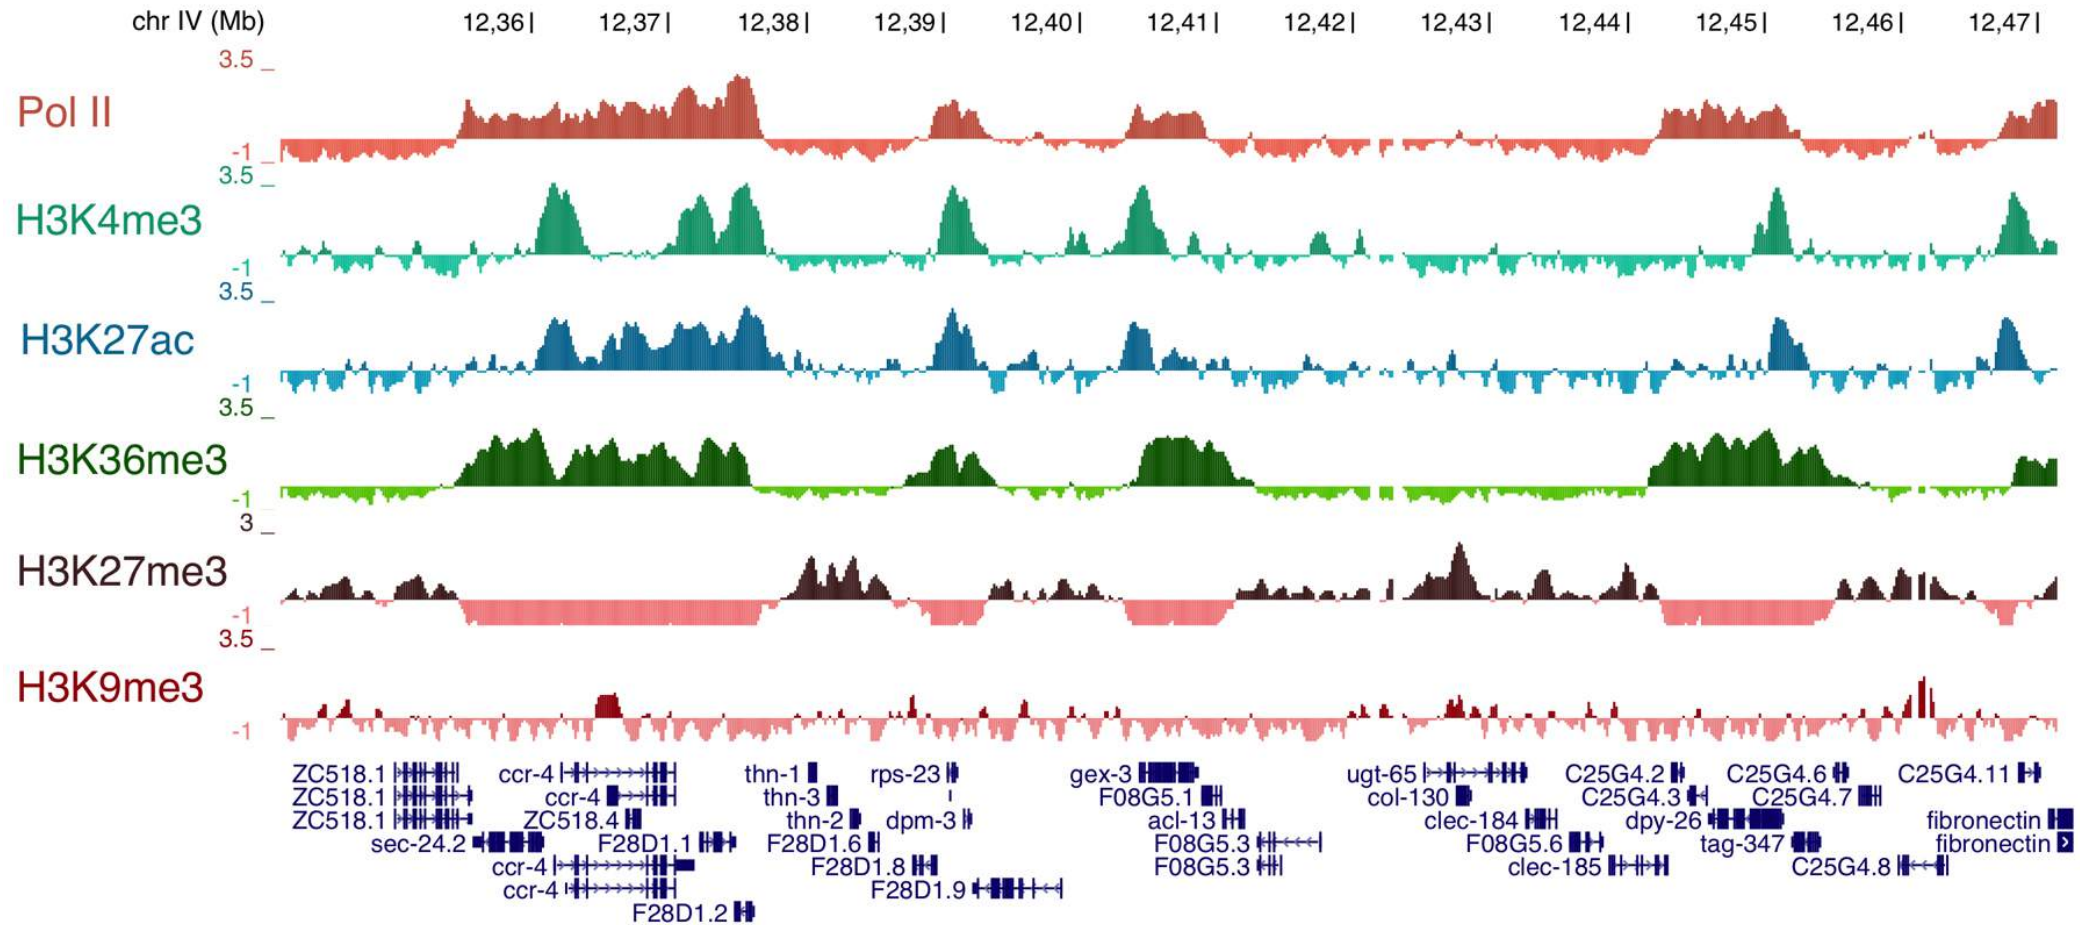 chr IV (Mb) 12,36 12,37 12,38 12,39 12,40 12,41 12,42 12,43 12,44 12,45 12,46 12,47
3.5
Pol II
-1
3.5
H3K4me3
-1
3.5
H3K27ac
-1
3.5
H3K36me3
-1
3
H3K27me3
-1
3.5
H3K9me3
-1
ZC518.1 ccr-4 thn-1 rps-23 gex-3 ugt-65 C25G4.2 C25G4.6 C25G4.11
ZC518.1 ccr-4 thn-3 F08G5.1 col-130 C25G4.3 C25G4.7
ZC518.1 ZC518.4 thn-2 dpm-3 acl-13 clec-184 dpy-26 fibronectin
sec-24.2 F28D1.1 F28D1.6 F08G5.3 F08G5.6 tag-347 fibronectin
ccr-4 F28D1.8 F08G5.3 clec-185 C25G4.8
ccr-4 F28D1.9
F28D1.2